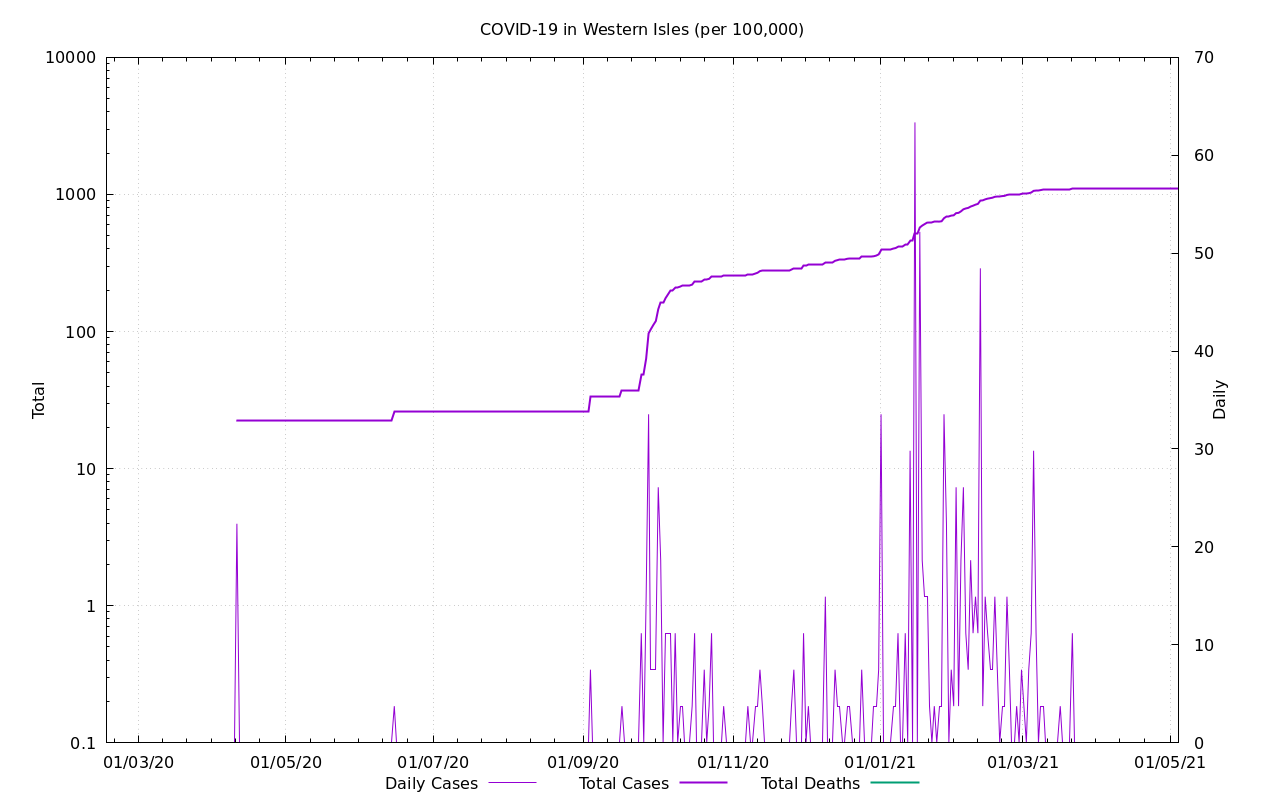 COVID-19 in Western Isles (per 100,000)
10000
1000
100
10
1
0.1
Total
70
60
50
40
30
20
10
0
Daily
01/03/20 01/05/20 01/07/20 01/09/20 01/11/20 01/01/21 01/03/21 01/05/21
Daily Cases Total Cases Total Deaths